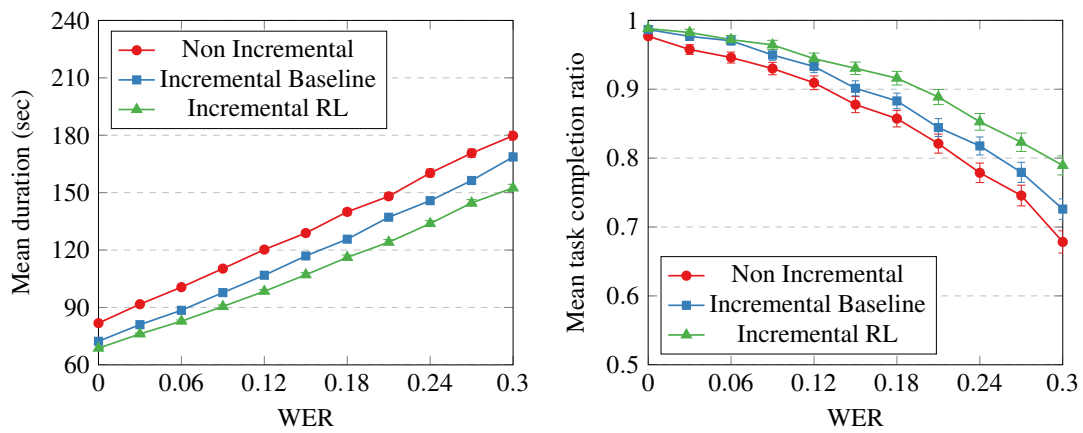 240
210
180
150
120
90
60
Mean duration (sec)
Non Incremental
Incremental Baseline
Incremental RL
0 0.06 0.12 0.18 0.24 0.3
WER
1
0.9
0.8
0.7
0.6
0.5
Mean task completion ratio
Non Incremental
Incremental Baseline
Incremental RL
0 0.06 0.12 0.18 0.24 0.3
WER